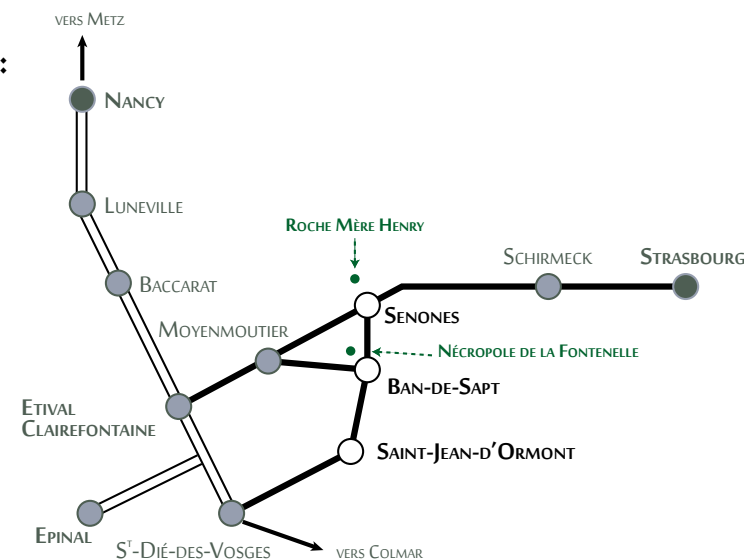 VERS METZ
:
NANCY
LUNEVILLE
ROCHE MÈRE HENRY
SCHIRMECK
STRASBOURG
BACCARAT
SENONES
MOYENMOUTIER
NÉCROPOLE DE LA FONTENELLE
BAN-DE-SAPT
ETIVAL
CLAIREFONTAINE
SAINT-JEAN-D'ORMONT
EPINAL
ST-DIÉ-DES-VOSGES
VERS COLMAR